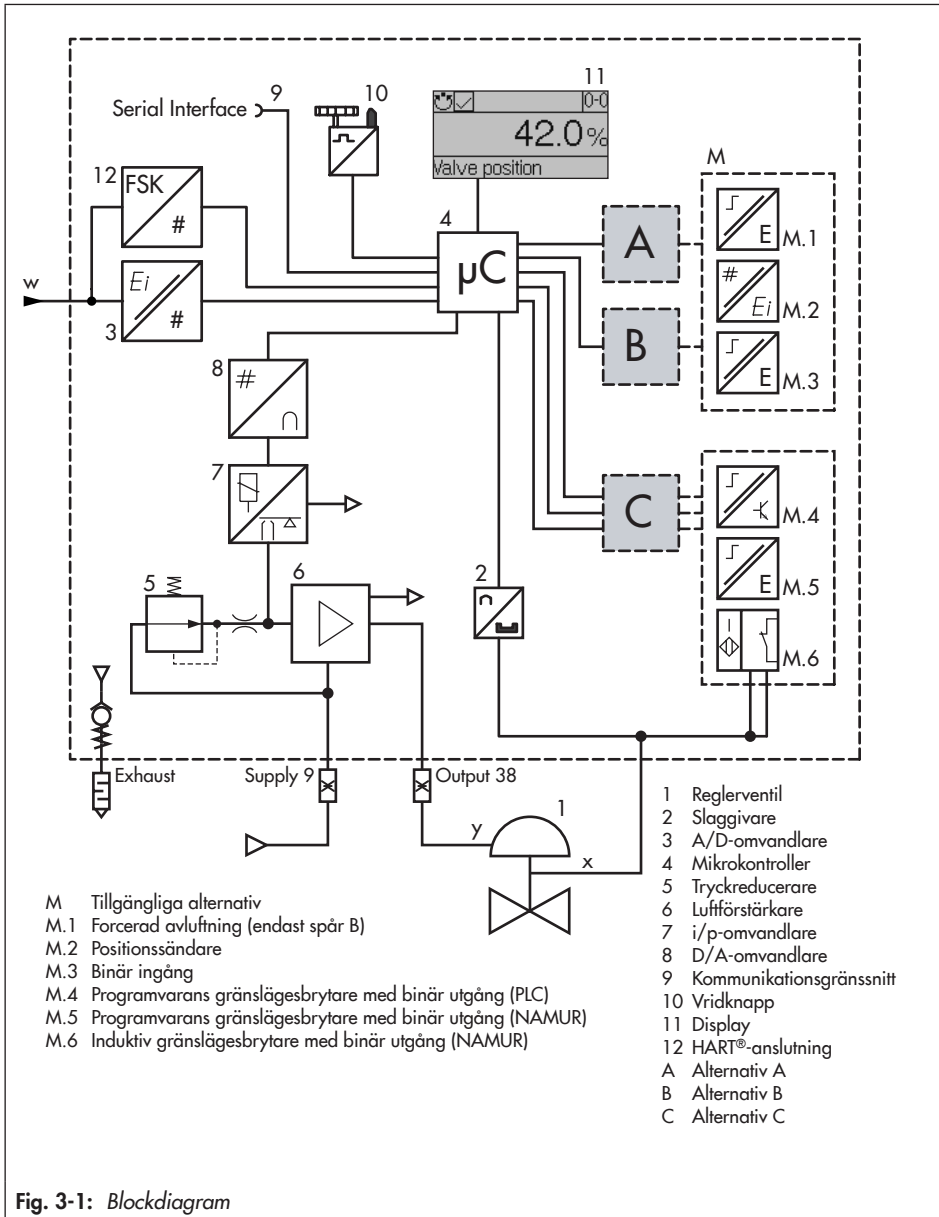 9
10
11
Serial Interface
0-0
42.0%
Valve position
12
FSK
#
M
4
µC
A
E
M.1
w
Ei
#
3
#
Ei
M.2
B
E
M.3
8
#
7
C
M.4
6
2
5
E
M.5
M.6
Exhaust
Supply 9
Output 38
1
y
x
M Tillgängliga alternativ
M.1 Forcerad avluftning (endast spår B)
M.2 Positionssändare
M.3 Binär ingång
M.4 Programvarans gränslägesbrytare med binär utgång (PLC)
M.5 Programvarans gränslägesbrytare med binär utgång (NAMUR)
M.6 Induktiv gränslägesbrytare med binär utgång (NAMUR)
1 Reglerventil
2 Slaggivare
3 A/D-omvandlare
4 Mikrokontroller
5 Tryckreducerare
6 Luftförstärkare
7 i/p-omvandlare
8 D/A-omvandlare
9 Kommunikationsgränssnitt
10 Vridknapp
11 Display
12 HART®-anslutning
A Alternativ A
B Alternativ B
C Alternativ C
Fig. 3-1: Blockdiagram